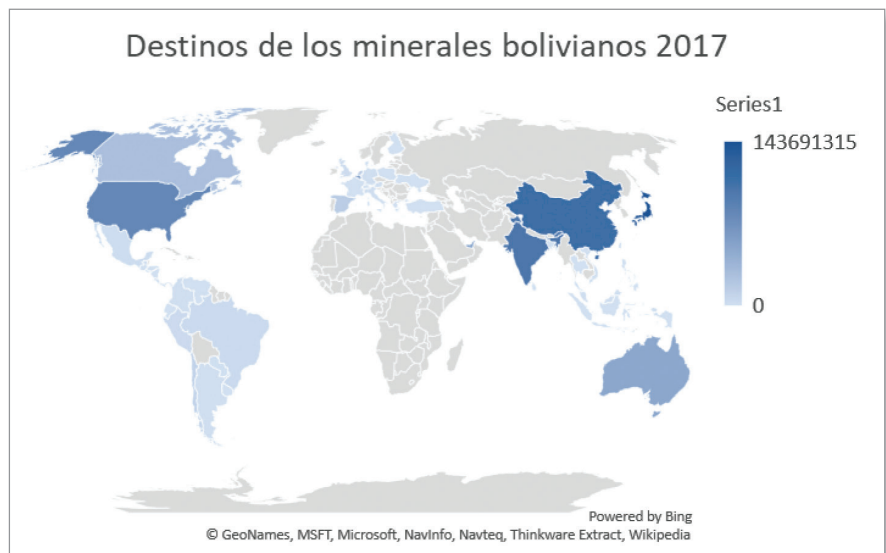 Destinos de los minerales bolivianos 2017
Series1
143691315
0
Powered by Bing
© GeoNames, MSFT, Microsoft, NavInfo, Navteq, Thinkware Extract, Wikipedia